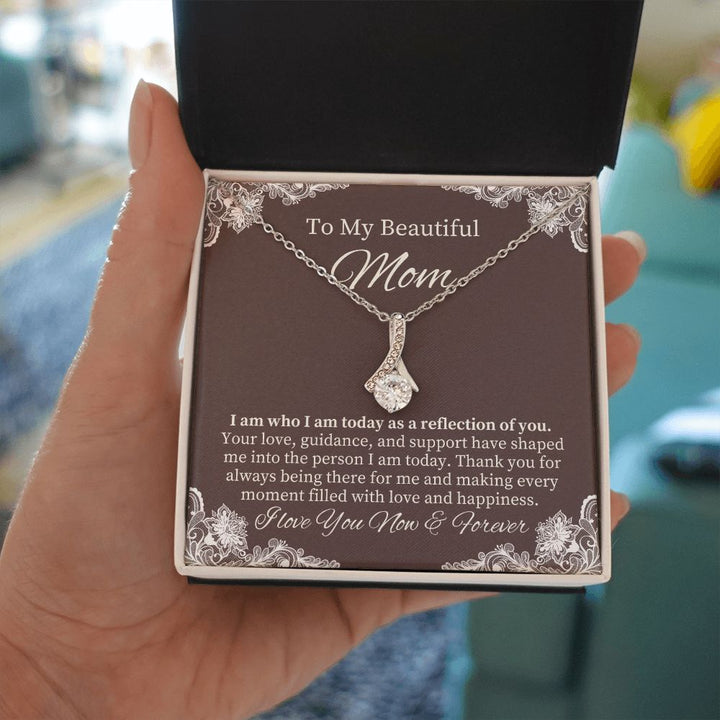 To My Beautiful
Mom
I am who I am today as a reflection of you.
Your love, guidance, and support have shaped
me into the person I am today. Thank you for
always being there for me and making every
moment filled with love and happiness.
I love You Now & Forever